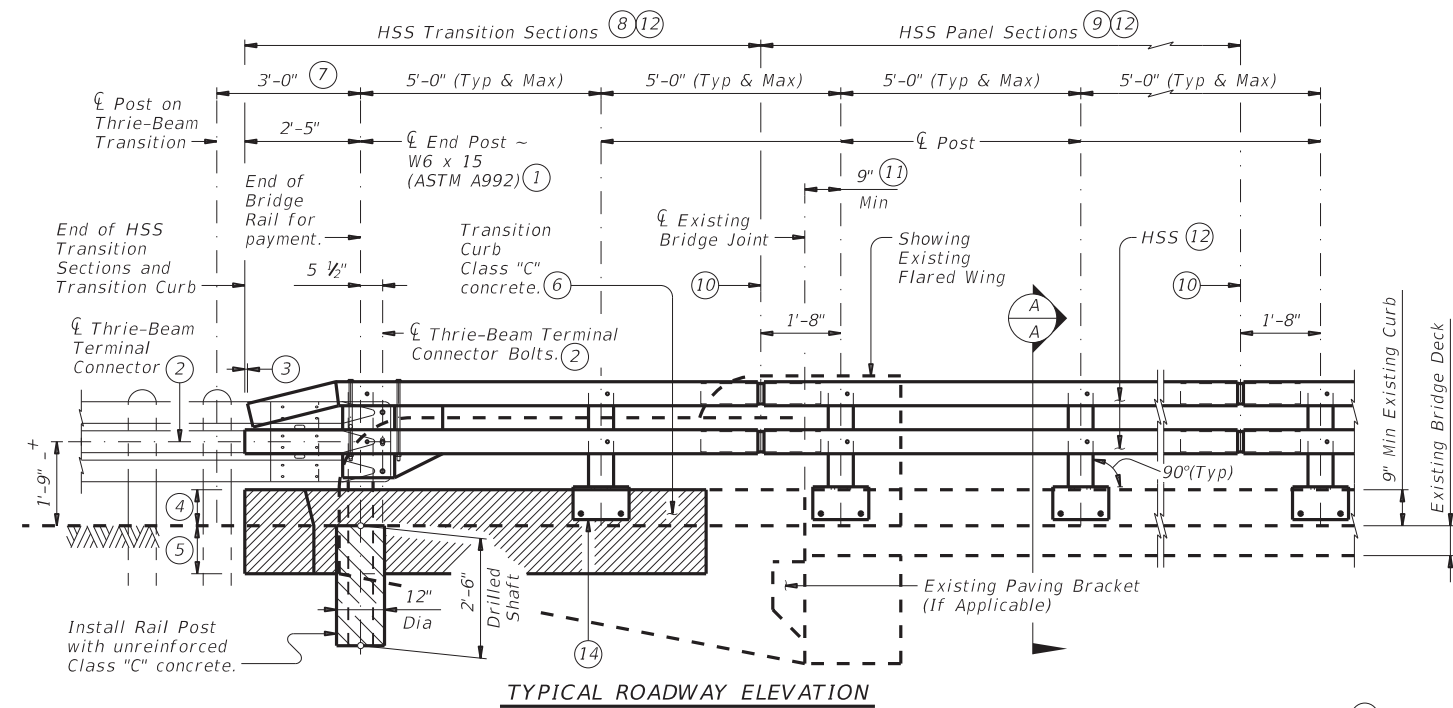 HSS Transition Sections 8 12
HSS Panel Sections 9 12
3'-0" 7
5'-0" (Typ & Max)
5'-0" (Typ & Max)
5'-0" (Typ & Max)
5'-0" (Typ & Max)
℄ Post on
Thrie-Beam
Transition
2'-5"
℄ End Post ~
W6 x 15
(ASTM A992) 1
℄ Post
9" 11
Min
End of
Bridge
Rail for
payment.
End of HSS
Transition
Sections and
Transition Curb
5 ½"
Transition
Curb
Class "C"
concrete. 6
℄ Existing
Bridge Joint
Showing
Existing
Flared Wing
HSS 12
10
10
A
A
1'-8"
1'-8"
℄ Thrie-Beam
Terminal
Connector 2
3
℄ Thrie-Beam Terminal
Connector Bolts. 2
9" Min Existing Curb
Existing Bridge Deck
1'-9" +-
4
5
90°(Typ)
2'-6"
Drilled
Shaft
12"
Dia
Existing Paving Bracket
(If Applicable)
Install Rail Post
with unreinforced
Class "C" concrete.
14
TYPICAL ROADWAY ELEVATION